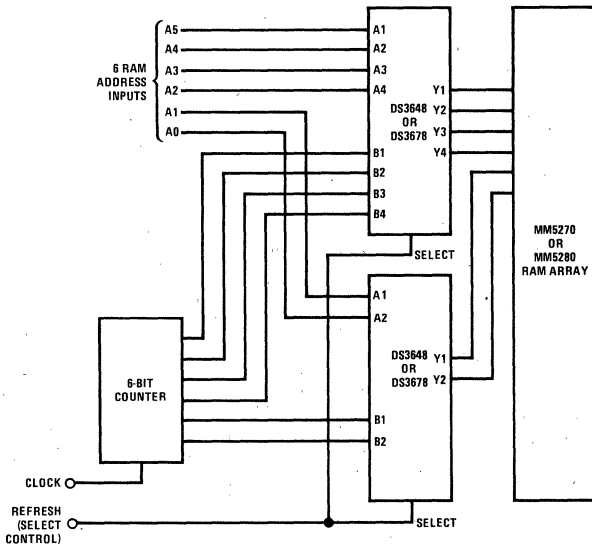 6 RAM
ADDRESS
INPUTS
A5
A4
A3
A2
A1
A0
A1
A2
A3
A4
B1
B2
B3
B4
DS3648
OR
DS3678
Y1
Y2
Y3
Y4
SELECT
MM5270
OR
MM5280
RAM ARRAY
A1
A2
B1
B2
DS3648
OR
DS3678
Y1
Y2
SELECT
6-BIT
COUNTER
CLOCK
REFRESH
(SELECT
CONTROL)